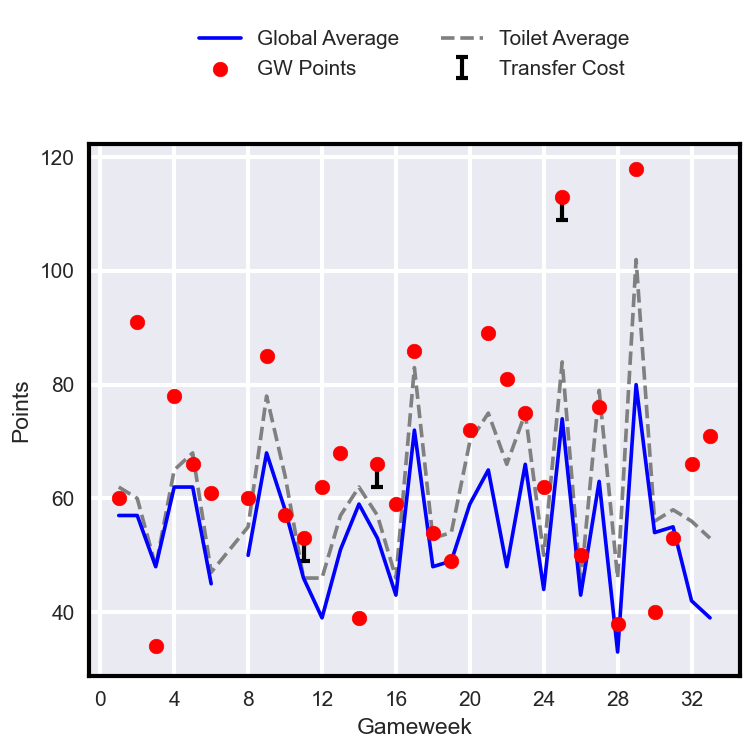 Global Average
Toilet Average
GW Points
Transfer Cost
120
100
80
60
40
Points
0 4 8 12 16 20 24 28 32
Gameweek